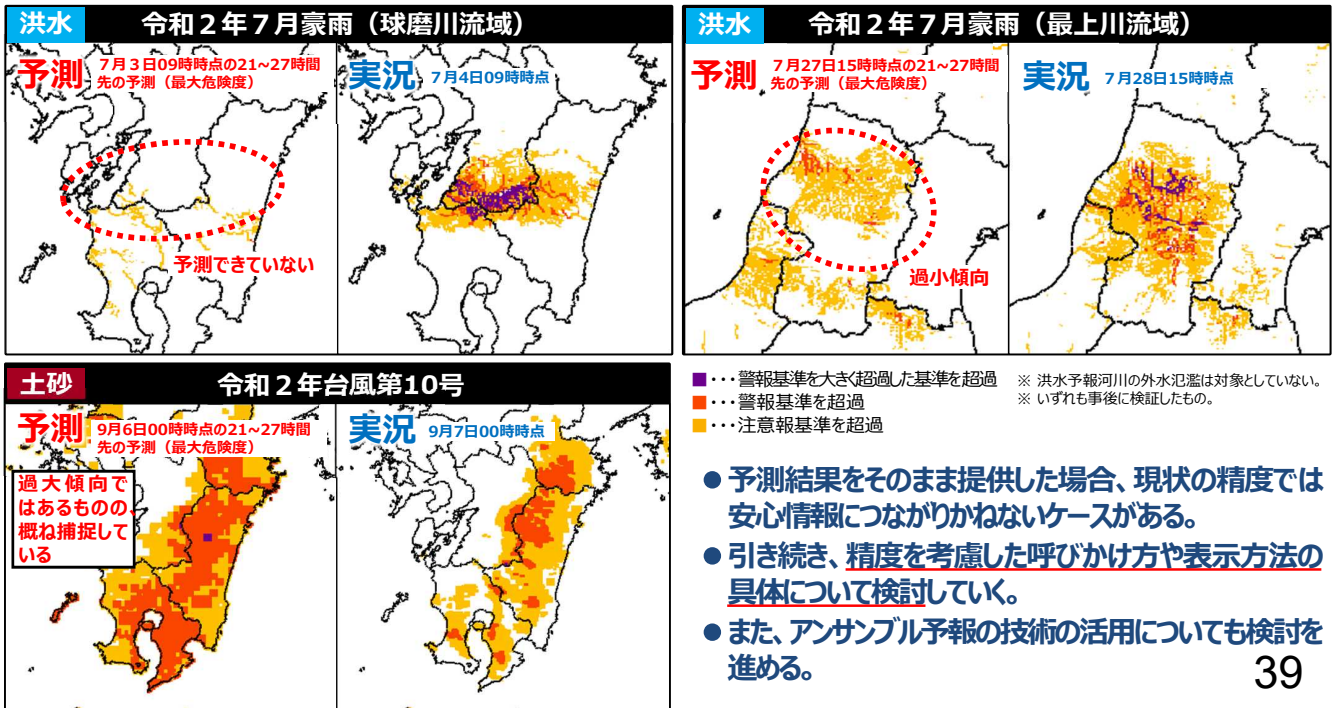 洪水 令和２年７月豪雨（球磨川流域）
予測 ７月３日09時時点の21~27時間
先の予測（最大危険度）
実況 ７月4日09時時点
予測できていない
洪水 令和２年７月豪雨（最上川流域）
予測 ７月27日15時時点の21~27時間
先の予測（最大危険度）
実況 ７月28日15時時点
過小傾向
土砂 令和２年台風第10号
予測 9月6日00時時点の21~27時間
先の予測（最大危険度）
過大傾向で
はあるものの、
概ね捕捉して
いる
実況 9月7日00時時点
■・・・警報基準を大きく超過した基準を超過
■・・・警報基準を超過
■・・・注意報基準を超過
※ 洪水予報河川の外水氾濫は対象としていない。
※ いずれも事後に検証したもの。
● 予測結果をそのまま提供した場合、現状の精度では
安心情報につながりかねないケースがある。
● 引き続き、精度を考慮した呼びかけ方や表示方法の
具体について検討していく。
● また、アンサンブル予報の技術の活用についても検討を
進める。
39